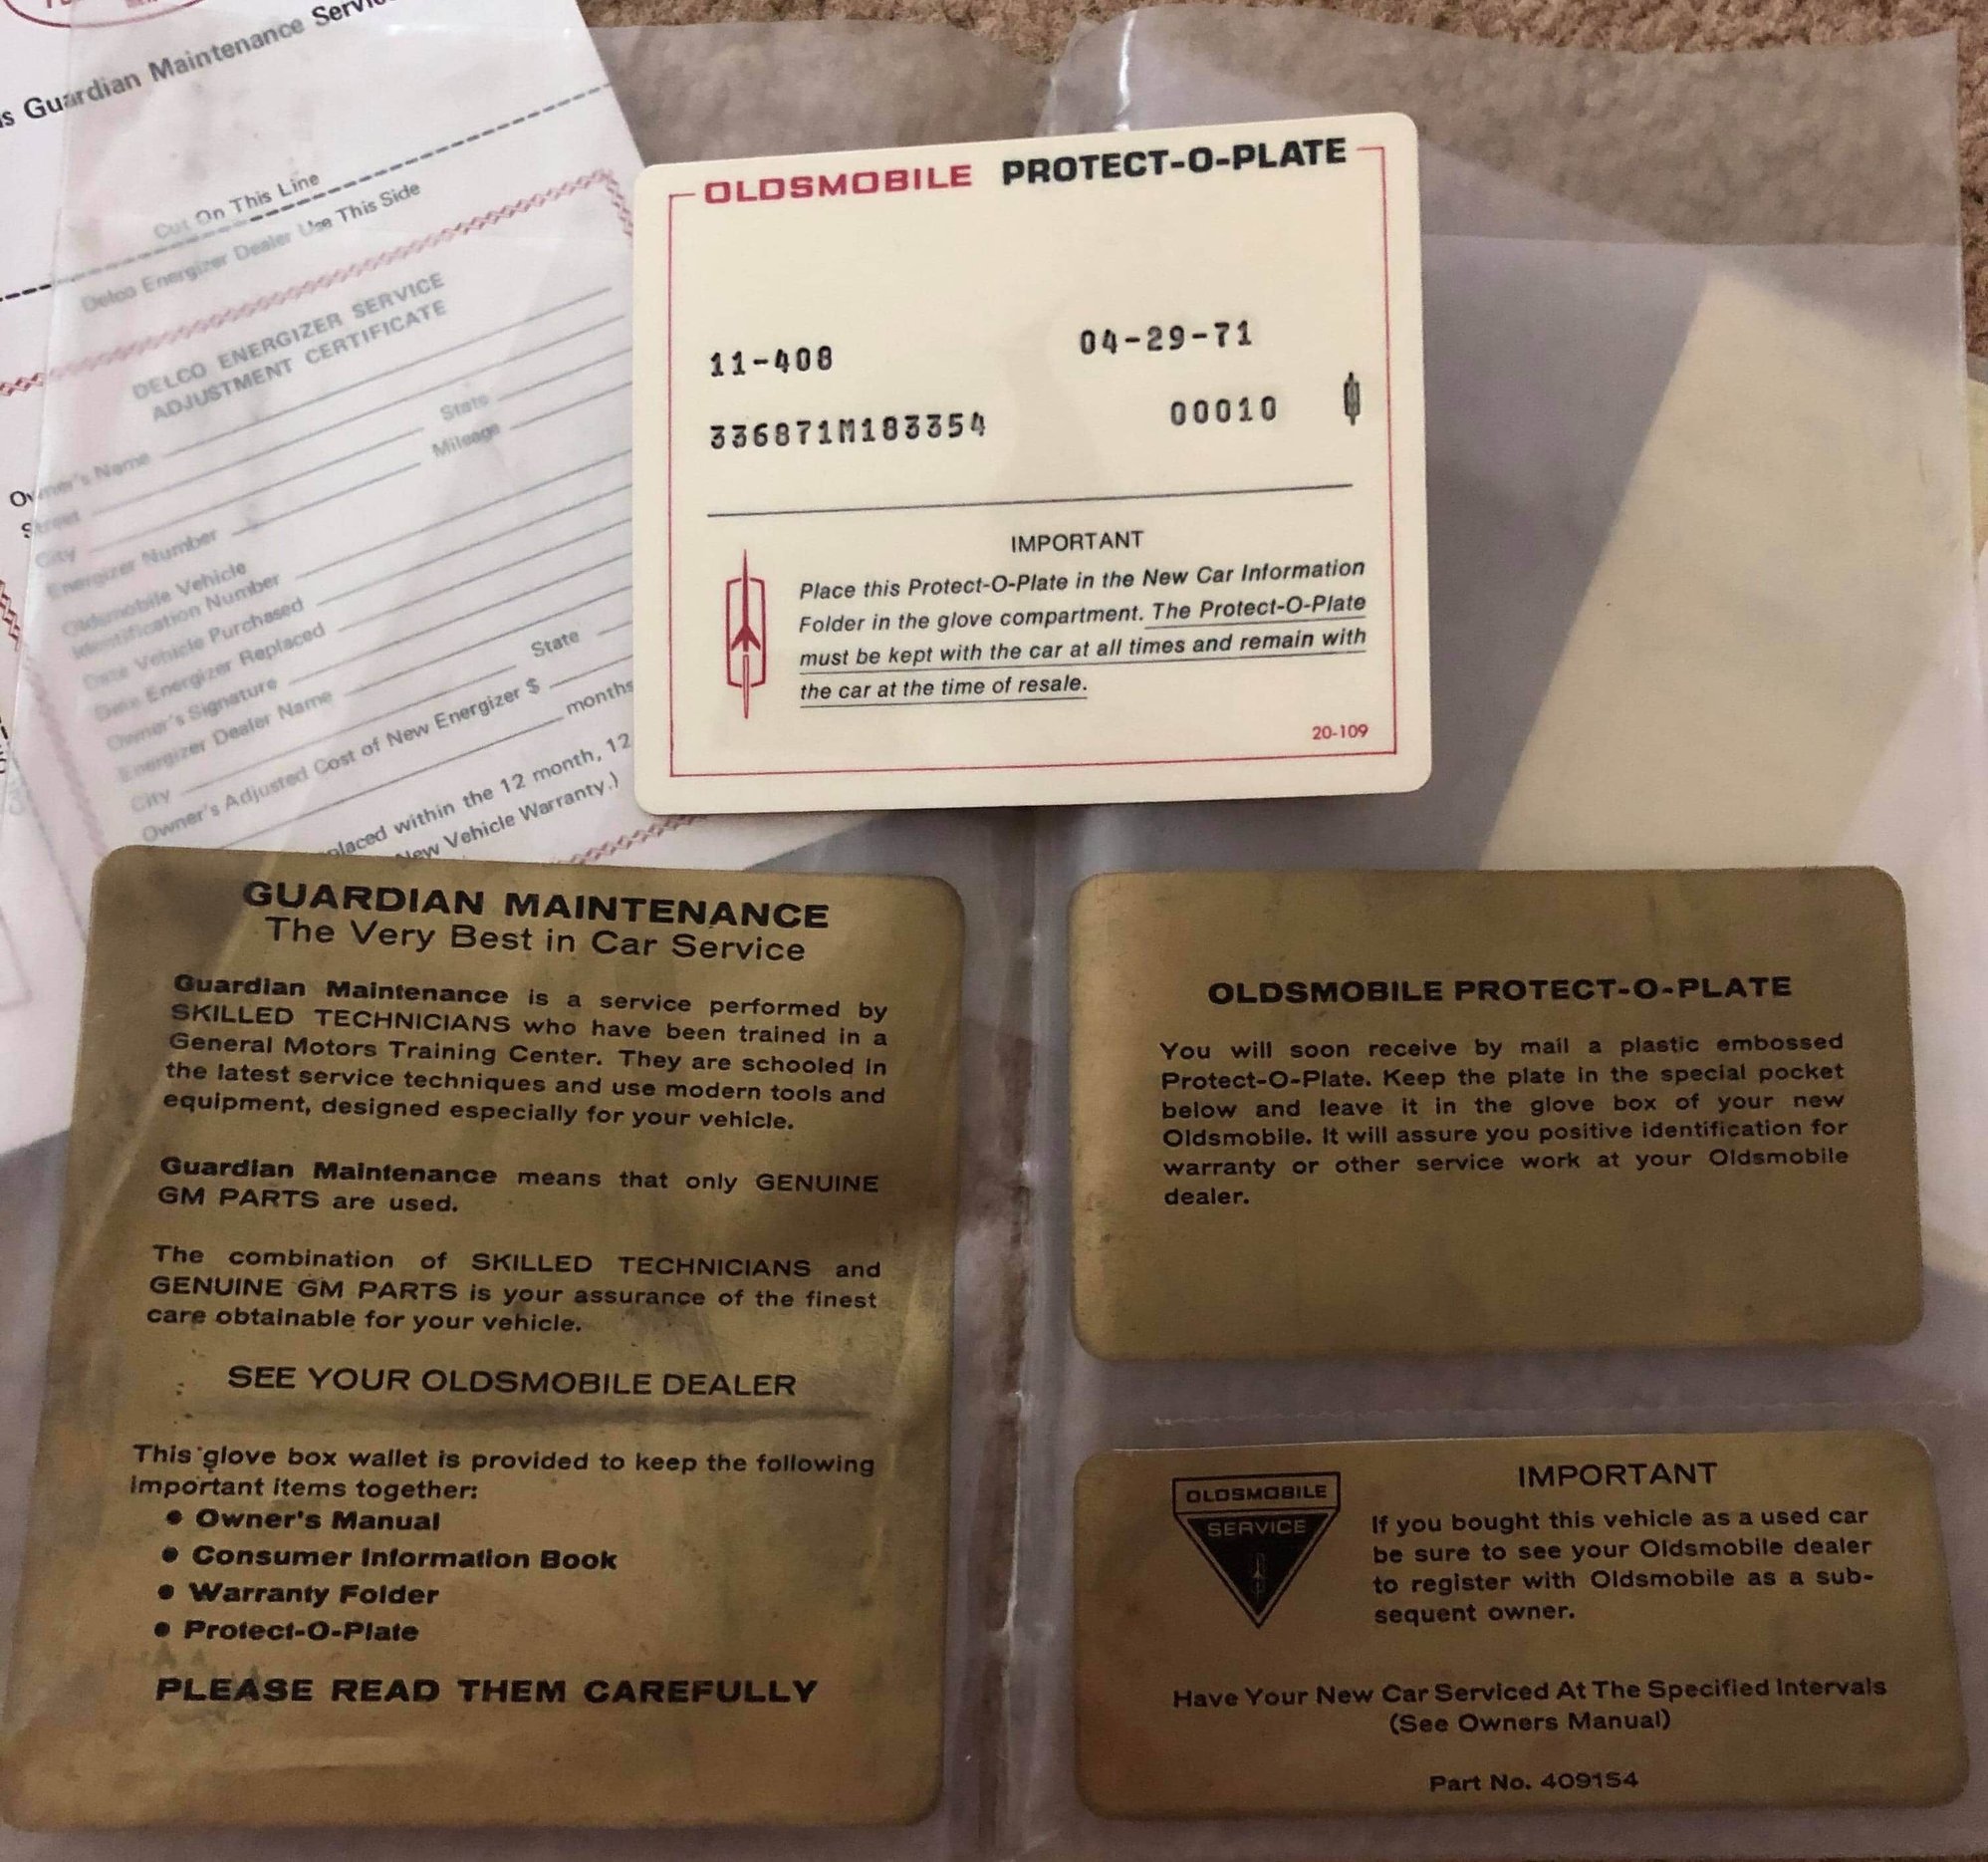 s Guardian Maintenance Servi
Cut On This Line
Delco Energizer Dealer Use This Side
DELCO ENERGIZER SERVICE
ADJUSTMENT CERTIFICATE
Owner's Name
Street
State
City
Mileage
Energizer Number
Oldsmobile Vehicle
Identification Number
Date Vehicle Purchased
Date Energizer Replaced
Owner's Signature
Energizer Dealer Name
City
State
Owner's Adjusted Cost of New Energizer $
months
placed within the 12 month, 12
New Vehicle Warranty.)
OLDSMOBILE PROTECT-O-PLATE
11-408 04-29-71
336871M183354 00010
IMPORTANT
Place this Protect-O-Plate in the New Car Information
Folder in the glove compartment. The Protect-O-Plate
must be kept with the car at all times and remain with
the car at the time of resale.
20-109
GUARDIAN MAINTENANCE
The Very Best in Car Service
Guardian Maintenance is a service performed by
SKILLED TECHNICIANS who have been trained in a
General Motors Training Center. They are schooled in
the latest service techniques and use modern tools and
equipment, designed especially for your vehicle.
Guardian Maintenance means that only GENUINE
GM PARTS are used.
The combination of SKILLED TECHNICIANS and
GENUINE GM PARTS is your assurance of the finest
care obtainable for your vehicle.
SEE YOUR OLDSMOBILE DEALER
This glove box wallet is provided to keep the following
important items together:
• Owner's Manual
• Consumer Information Book
• Warranty Folder
• Protect-O-Plate
PLEASE READ THEM CAREFULLY
OLDSMOBILE PROTECT-O-PLATE
You will soon receive by mail a plastic embossed
Protect-O-Plate. Keep the plate in the special pocket
below and leave it in the glove box of your new
Oldsmobile. It will assure you positive identification for
warranty or other service work at your Oldsmobile
dealer.
OLDSMOBILE
SERVICE
IMPORTANT
If you bought this vehicle as a used car
be sure to see your Oldsmobile dealer
to register with Oldsmobile as a sub-
sequent owner.
Have Your New Car Serviced At The Specified Intervals
(See Owners Manual)
Part No. 409154